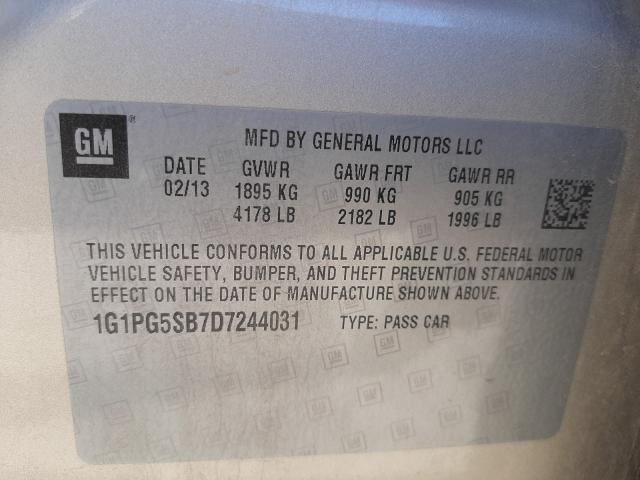 GM®
MFD BY GENERAL MOTORS LLC
DATE GVWR GAWR FRT GAWR RR
02/13 1895 KG 990 KG 905 KG
4178 LB 2182 LB 1996 LB
THIS VEHICLE CONFORMS TO ALL APPLICABLE U.S. FEDERAL MOTOR
VEHICLE SAFETY, BUMPER, AND THEFT PREVENTION STANDARDS IN
EFFECT ON THE DATE OF MANUFACTURE SHOWN ABOVE.
1G1PG5SB7D7244031 TYPE: PASS CAR